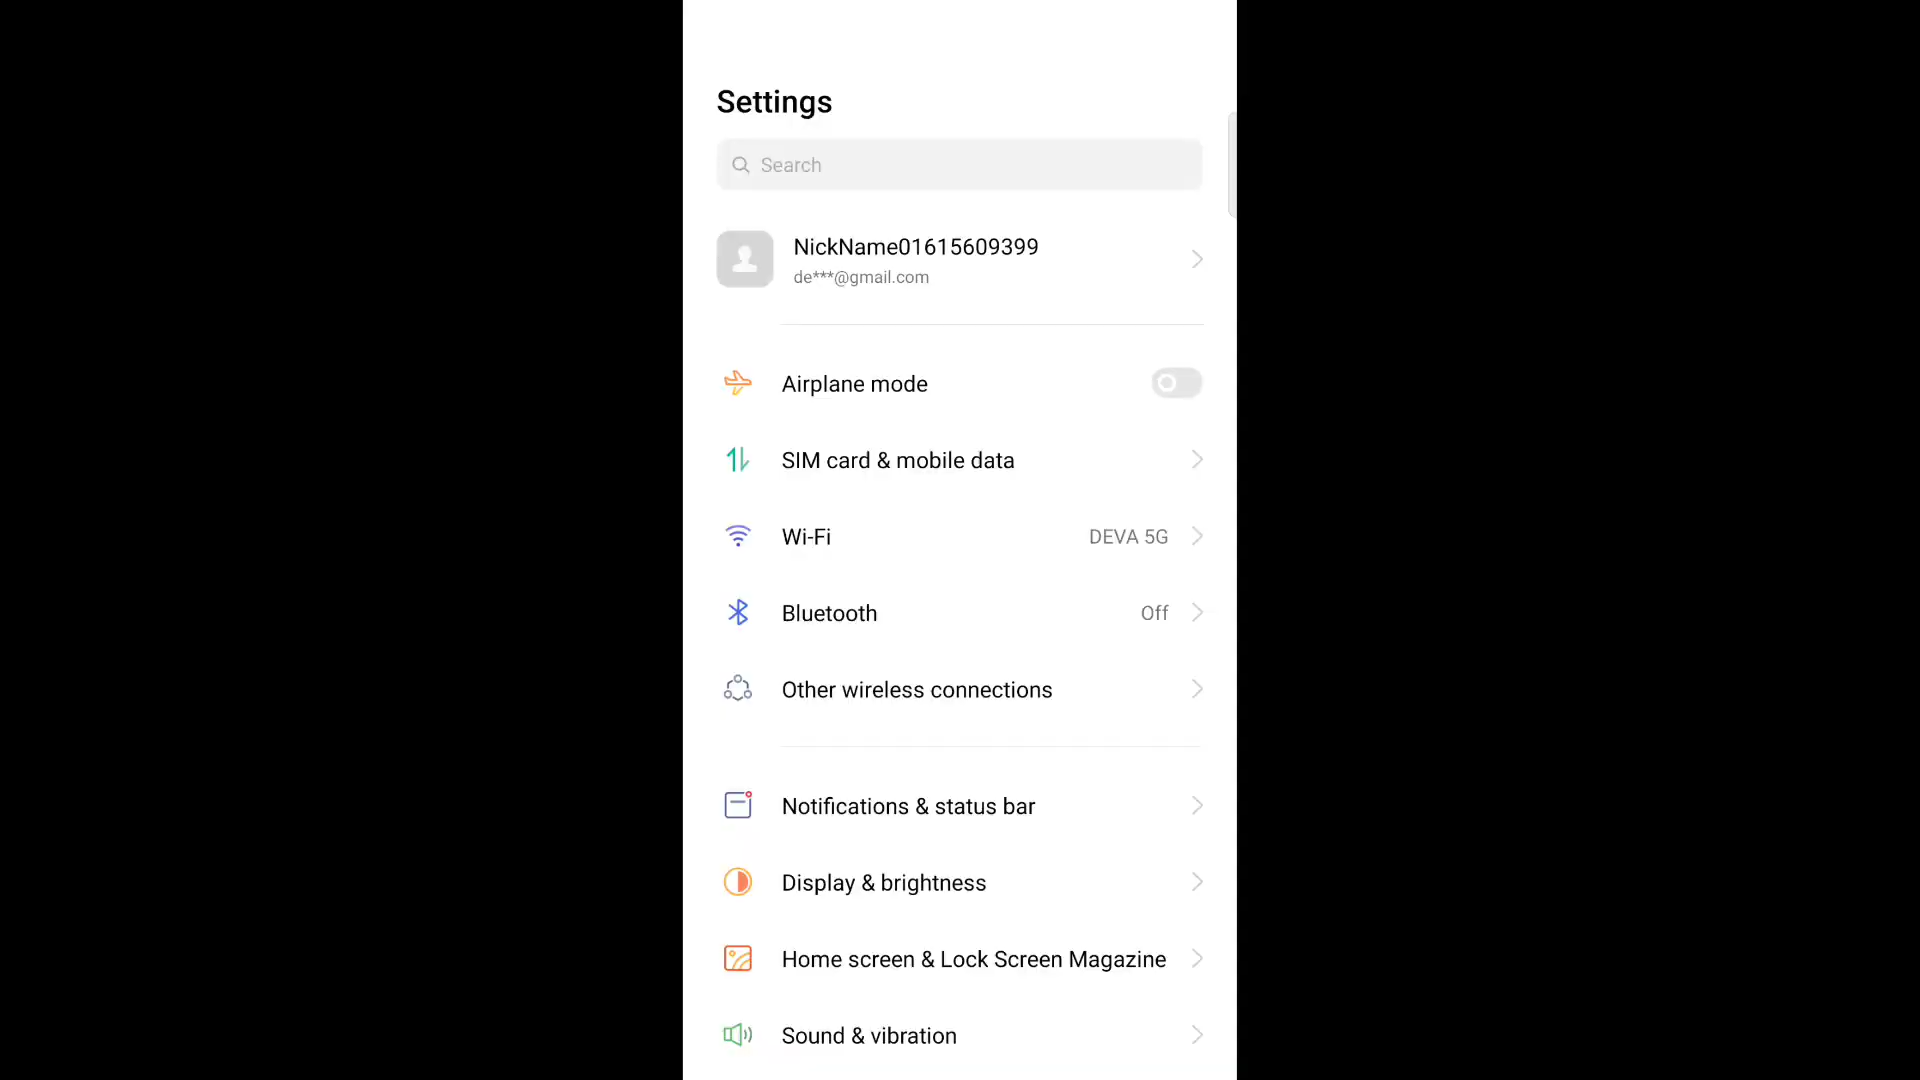 Settings
Search
NickName01615609399
de***@gmail.com
Airplane mode
SIM card & mobile data
Wi-Fi DEVA 5G
Bluetooth Off
Other wireless connections
Notifications & status bar
Display & brightness
Home screen & Lock Screen Magazine
Sound & vibration